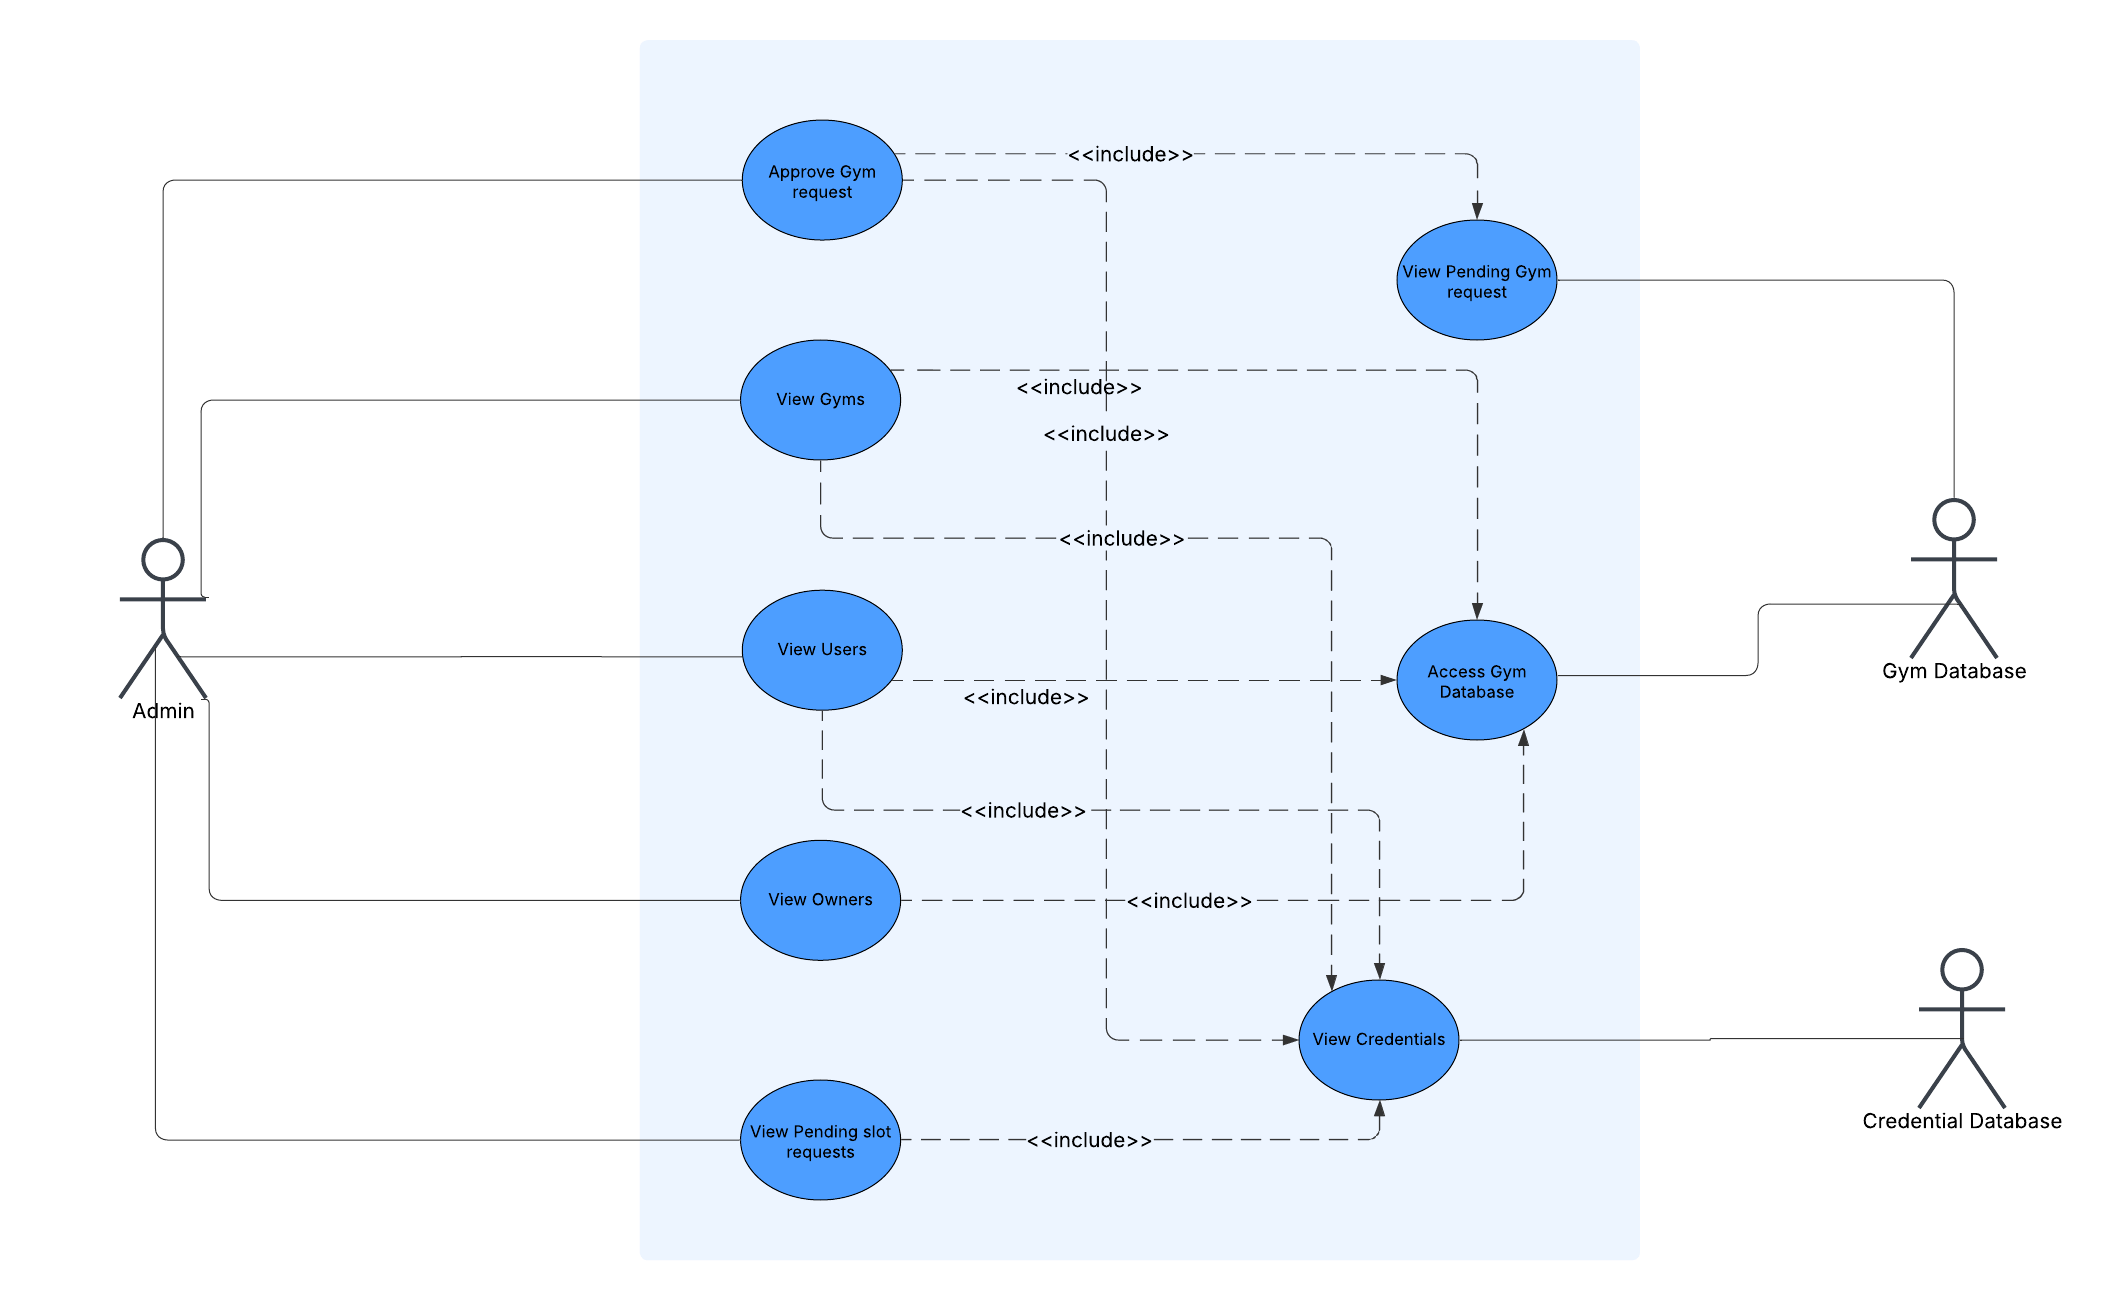 <<include>>
Approve Gym
request
View Pending Gym
request
<<include>>
View Gyms
<<include>>
<<include>>
View Users
Access Gym
Database
Gym Database
<<include>>
Admin
<<include>>
View Owners
<<include>>
View Credentials
Credential Database
View Pending slot
requests
<<include>>